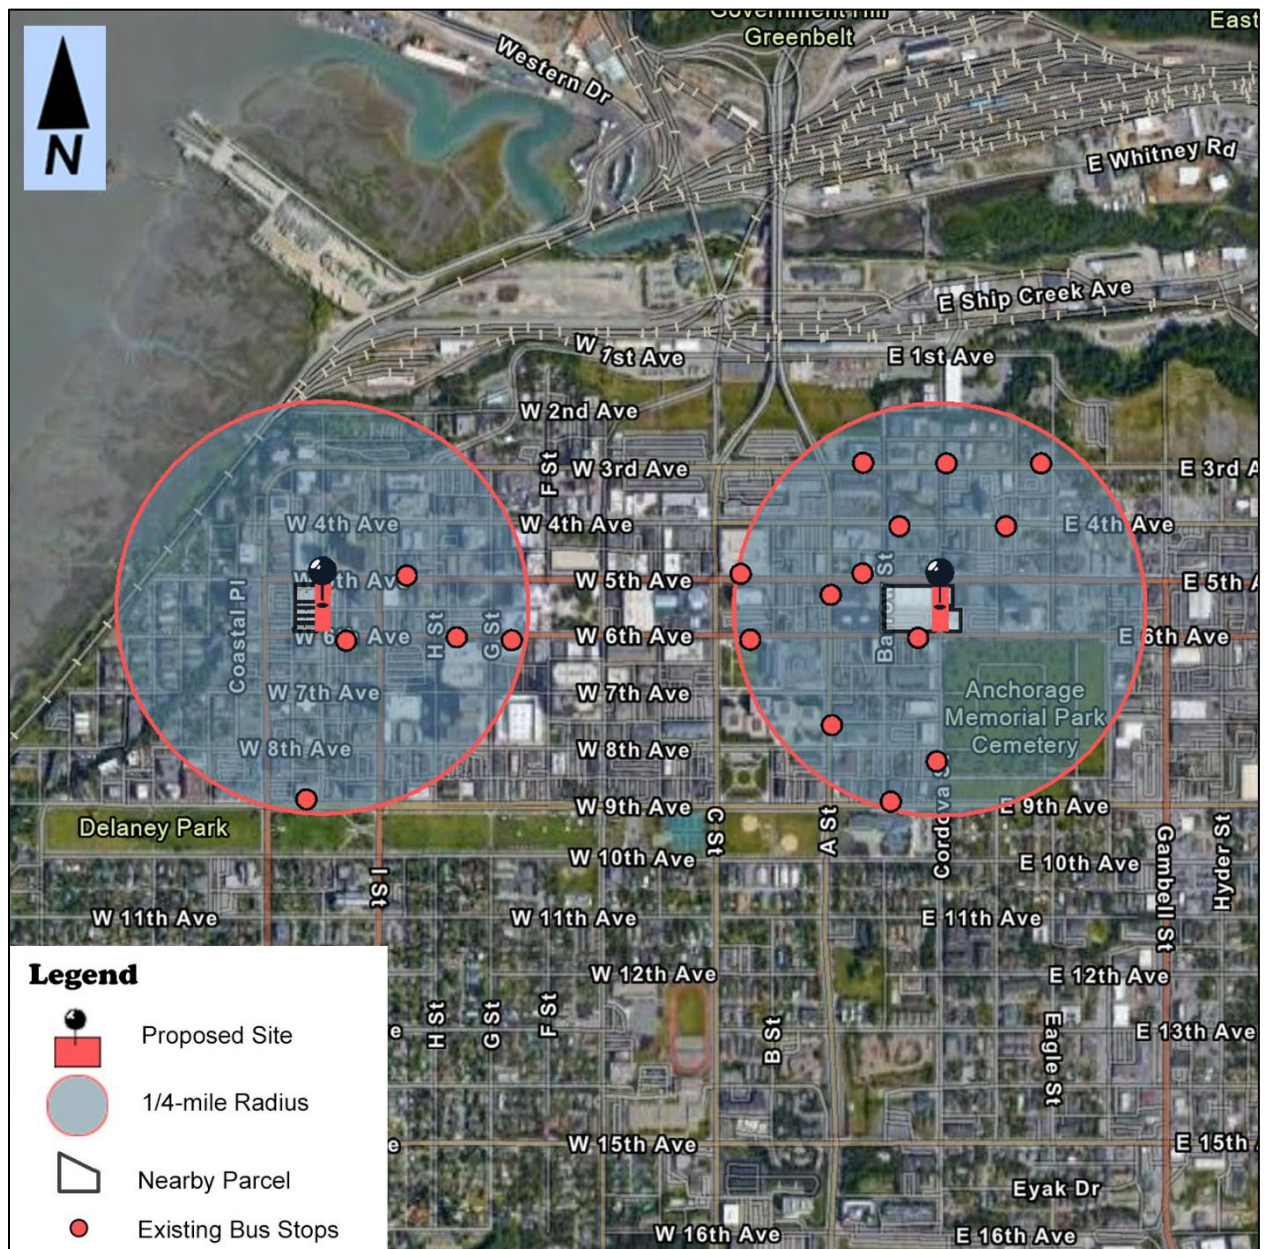 Government Hill
Greenbelt
East
Western Dr
N
E Whitney Rd
E Ship Creek Ave
W 1st Ave
E 1st Ave
W 2nd Ave
F St
W 3rd Ave
E 3rd A
W 4th Ave
W 4th Ave
E 4th Ave
W 5th Ave
E 5th A
Coastal Pl
H St
G St
W 6th Ave
W 6th Ave
E 6th Ave
W 7th Ave
W 7th Ave
Anchorage
Memorial Park
Cemetery
W 8th Ave
W 8th Ave
W 9th Ave
E 9th Ave
Delaney Park
C St
A St
Cordova S
Gambell St
Hyder St
I St
W 10th Ave
E 10th Ave
W 11th Ave
W 11th Ave
E 11th Ave
W 12th Ave
E 12th Ave
H St
G St
F St
B St
Eagle St
e
E 13th Ave
e
W 15th Ave
E 15th
Eyak Dr
W 16th Ave
E 16th Ave
Legend
Proposed Site
1/4-mile Radius
Nearby Parcel
Existing Bus Stops